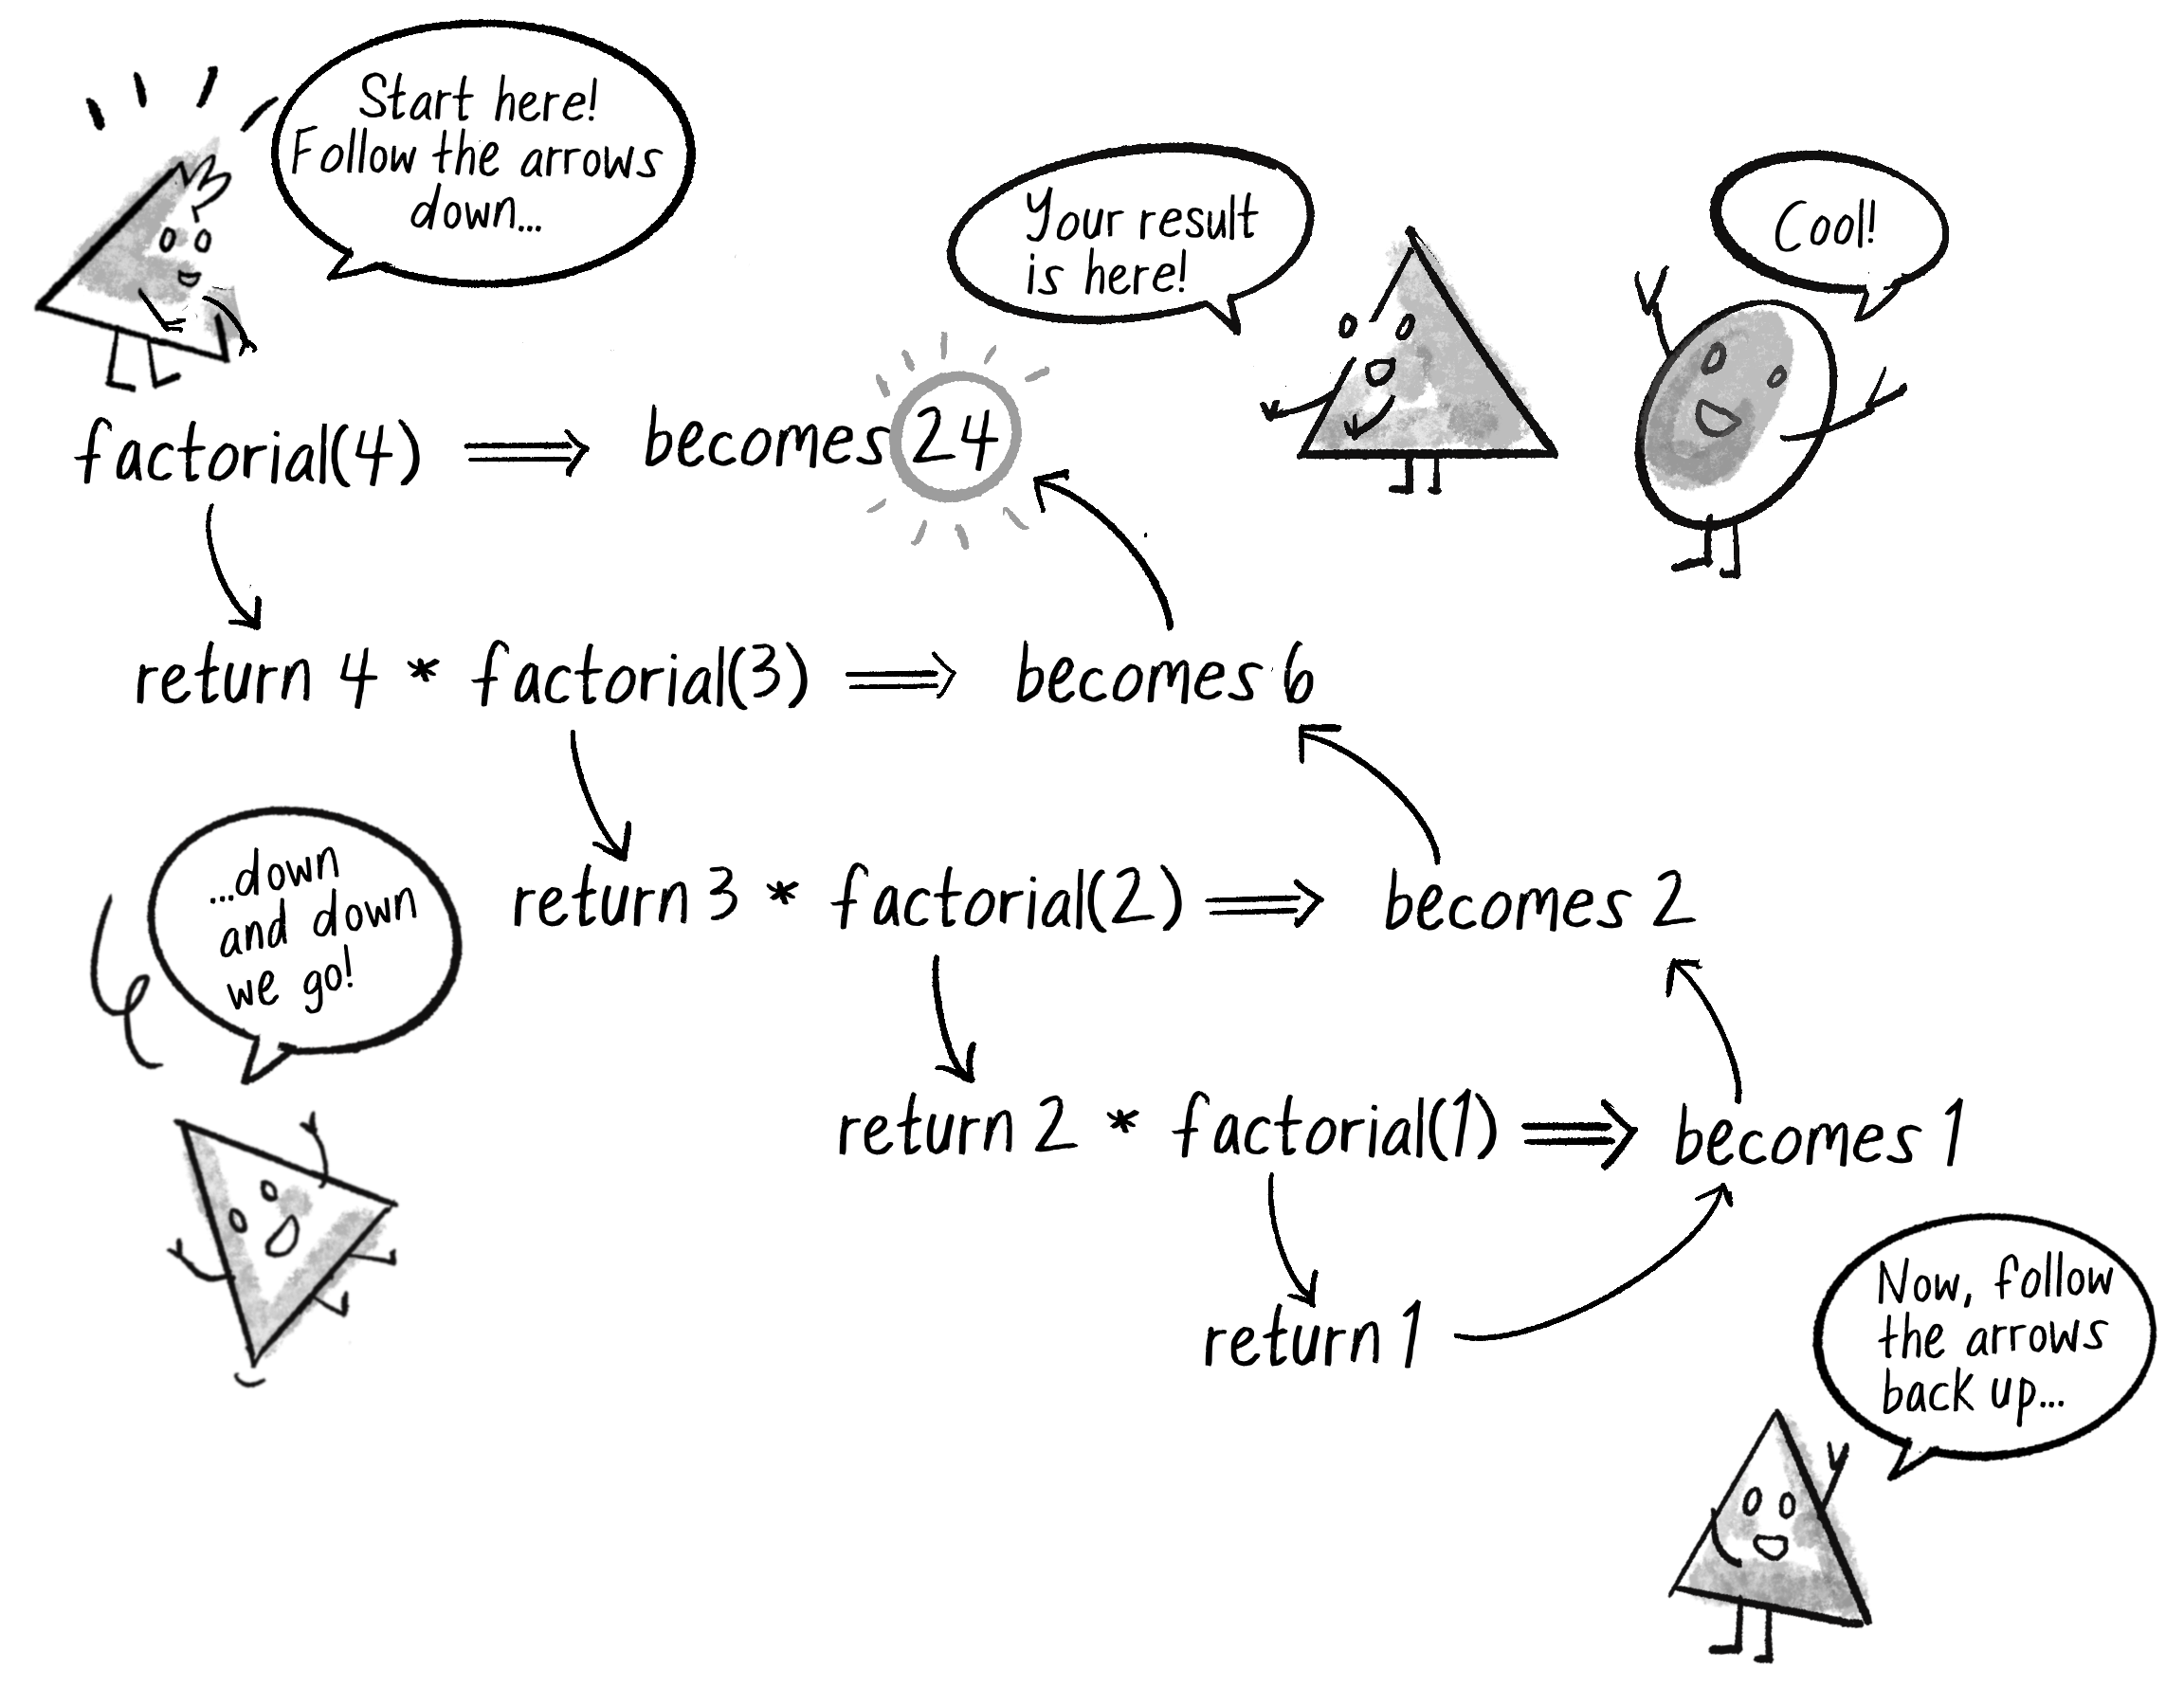 Start here!
Follow the arrows
down...
Your result
is here!
Cool!
factorial(4) ⟹ becomes 24
return 4 * factorial(3) ⟹ becomes 6
...down
and down
we go!
return 3 * factorial(2) ⟹ becomes 2
return 2 * factorial(1) ⟹ becomes 1
return 1
Now, follow
the arrows
back up...